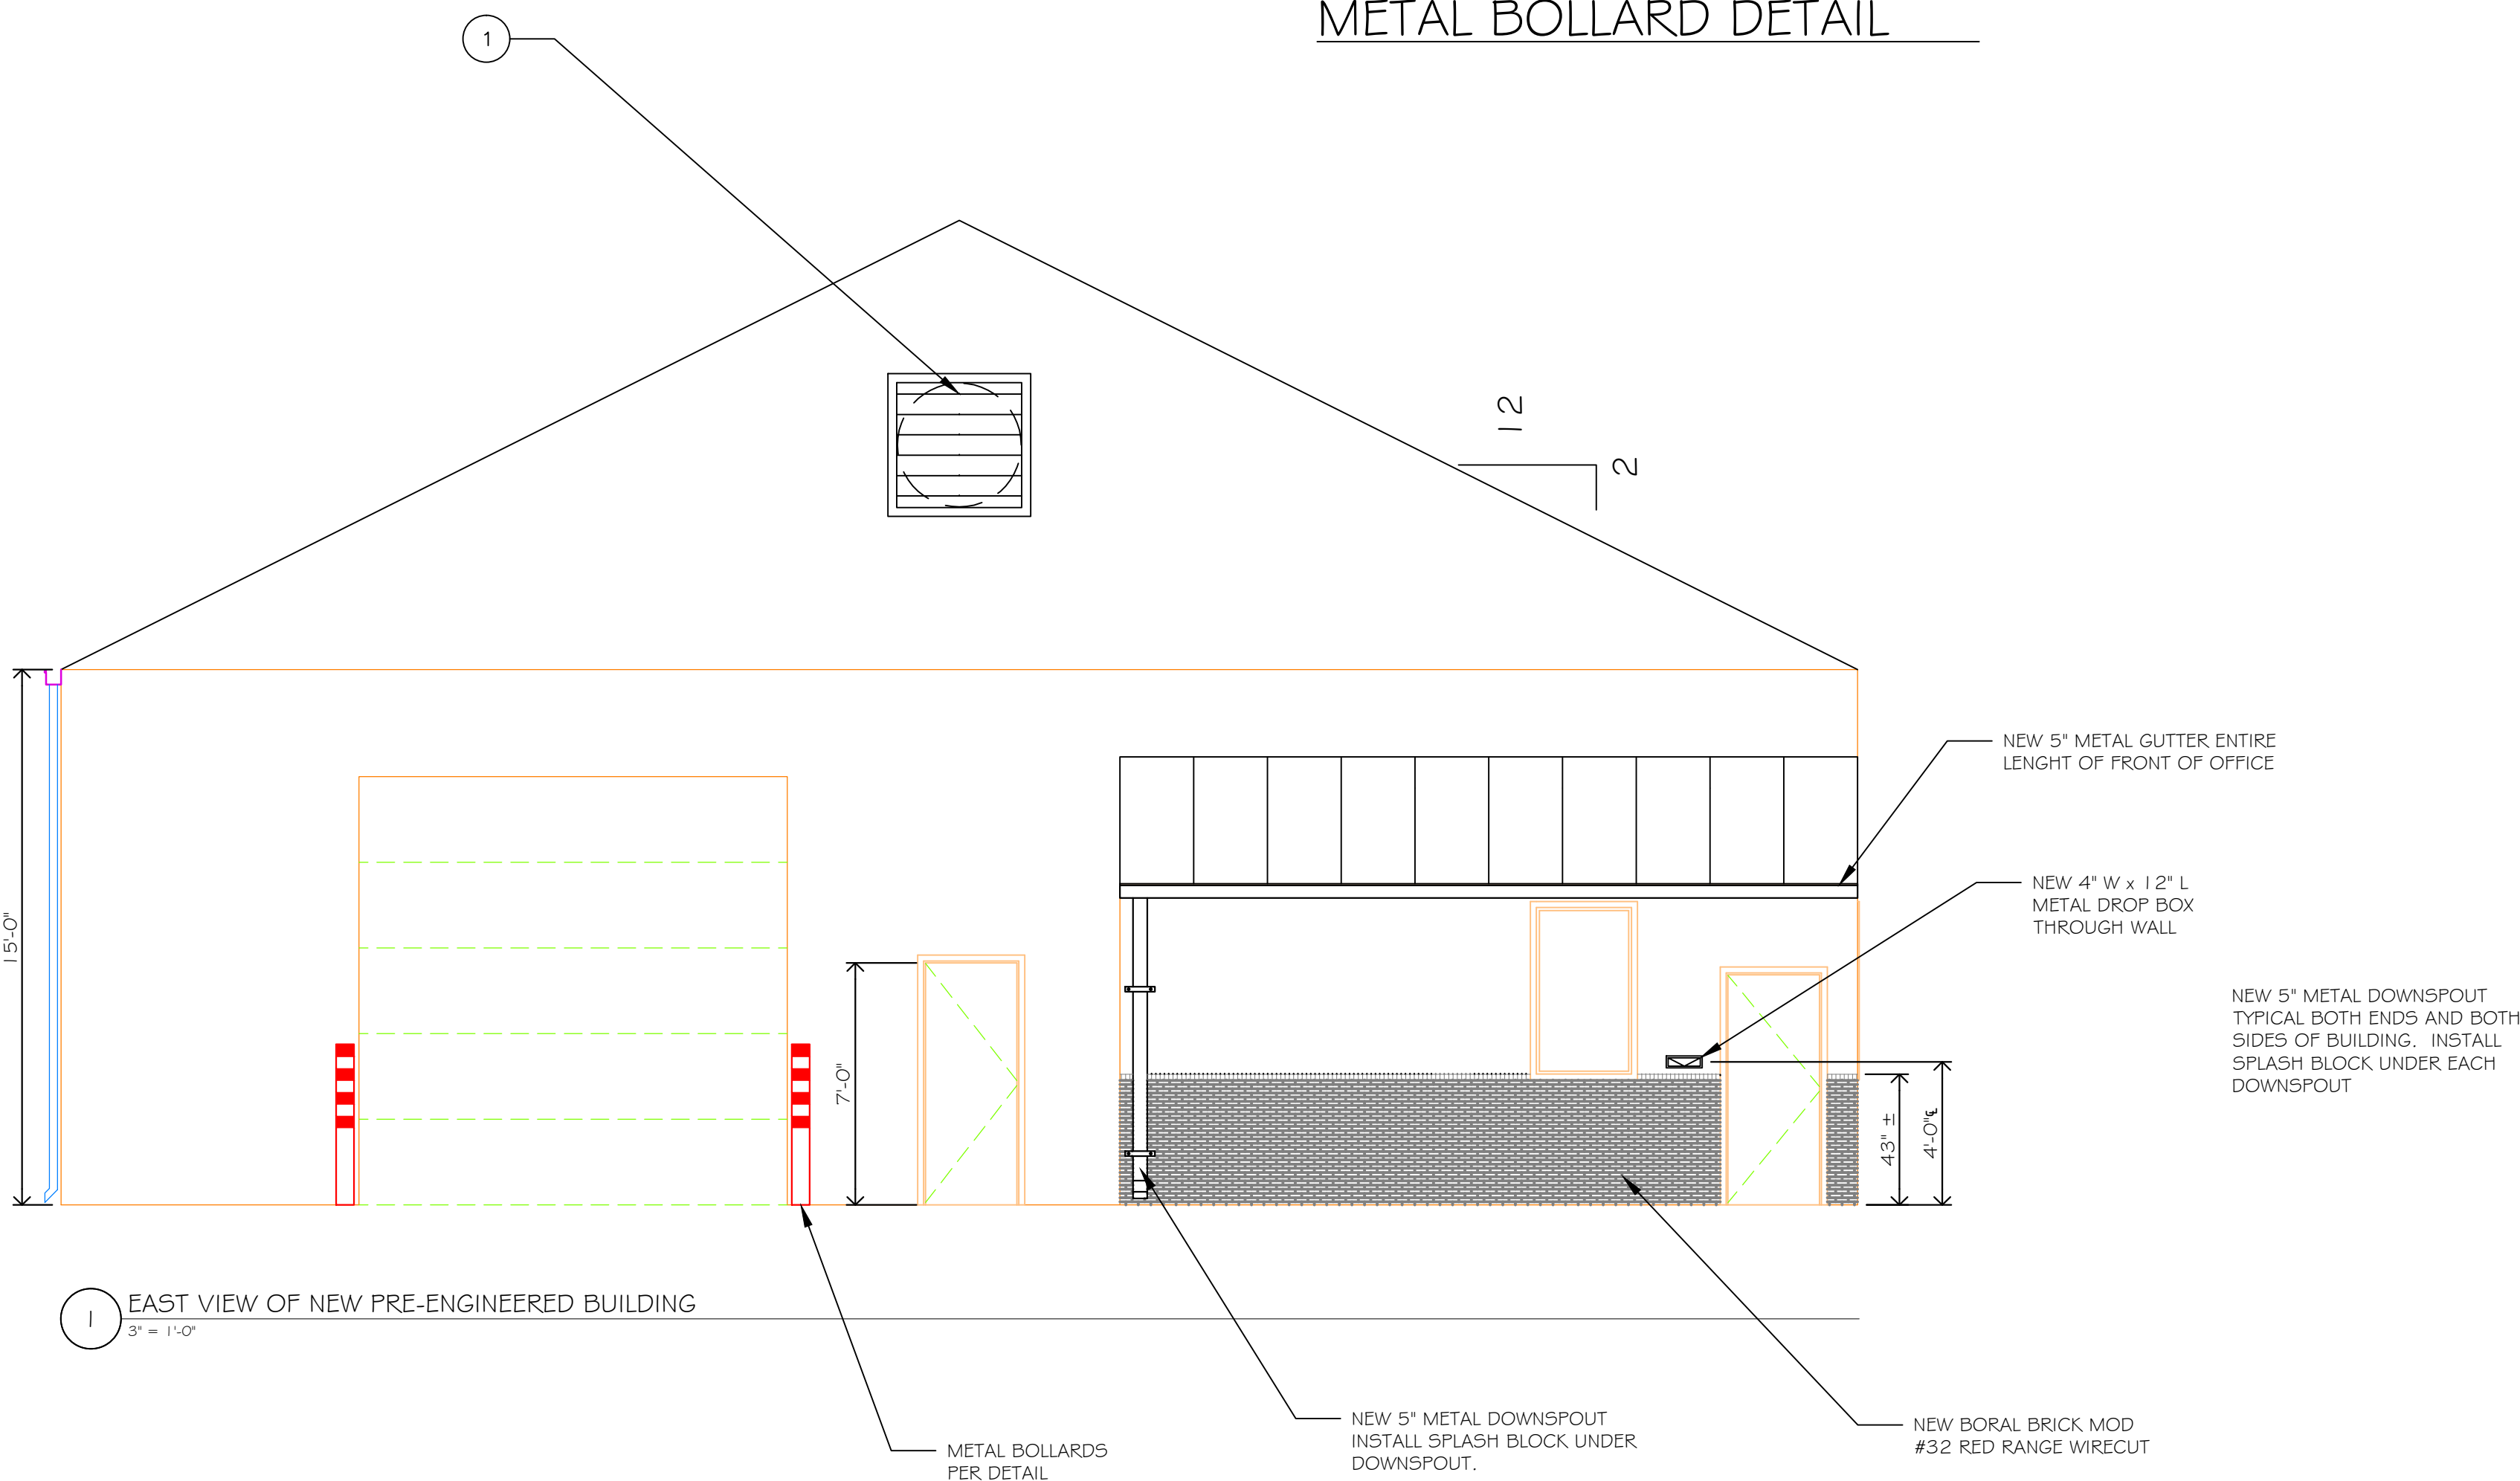 METAL BOLLARD DETAIL
1
12
2
15'-0"
7'-0"
NEW 5" METAL GUTTER ENTIRE
LENGHT OF FRONT OF OFFICE
NEW 4" W x 12" L
METAL DROP BOX
THROUGH WALL
NEW 5" METAL DOWNSPOUT
TYPICAL BOTH ENDS AND BOTH
SIDES OF BUILDING. INSTALL
SPLASH BLOCK UNDER EACH
DOWNSPOUT
43" ±
4'-0"℄
1
EAST VIEW OF NEW PRE-ENGINEERED BUILDING
3" = 1'-0"
METAL BOLLARDS
PER DETAIL
NEW 5" METAL DOWNSPOUT
INSTALL SPLASH BLOCK UNDER
DOWNSPOUT.
NEW BORAL BRICK MOD
#32 RED RANGE WIRECUT